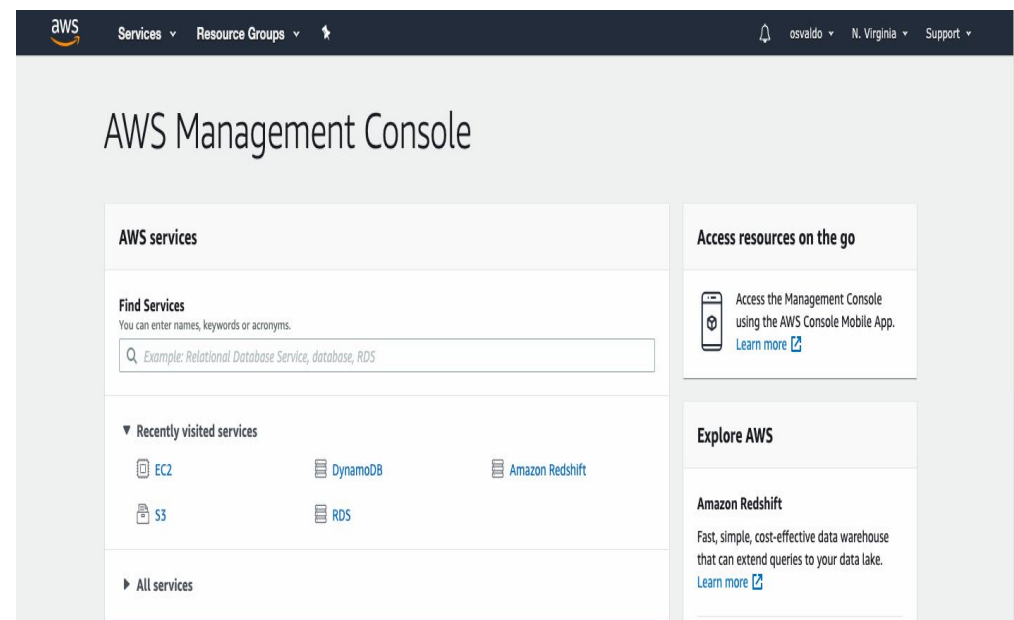 aws Services Resource Groups osvaldo N. Virginia Support
AWS Management Console
AWS services
Find Services
You can enter names, keywords or acronyms.
Example: Relational Database Service, database, RDS
Recently visited services
EC2 DynamoDB Amazon Redshift
S3 RDS
All services
Access resources on the go
Access the Management Console
using the AWS Console Mobile App.
Learn more
Explore AWS
Amazon Redshift
Fast, simple, cost-effective data warehouse
that can extend queries to your data lake.
Learn more